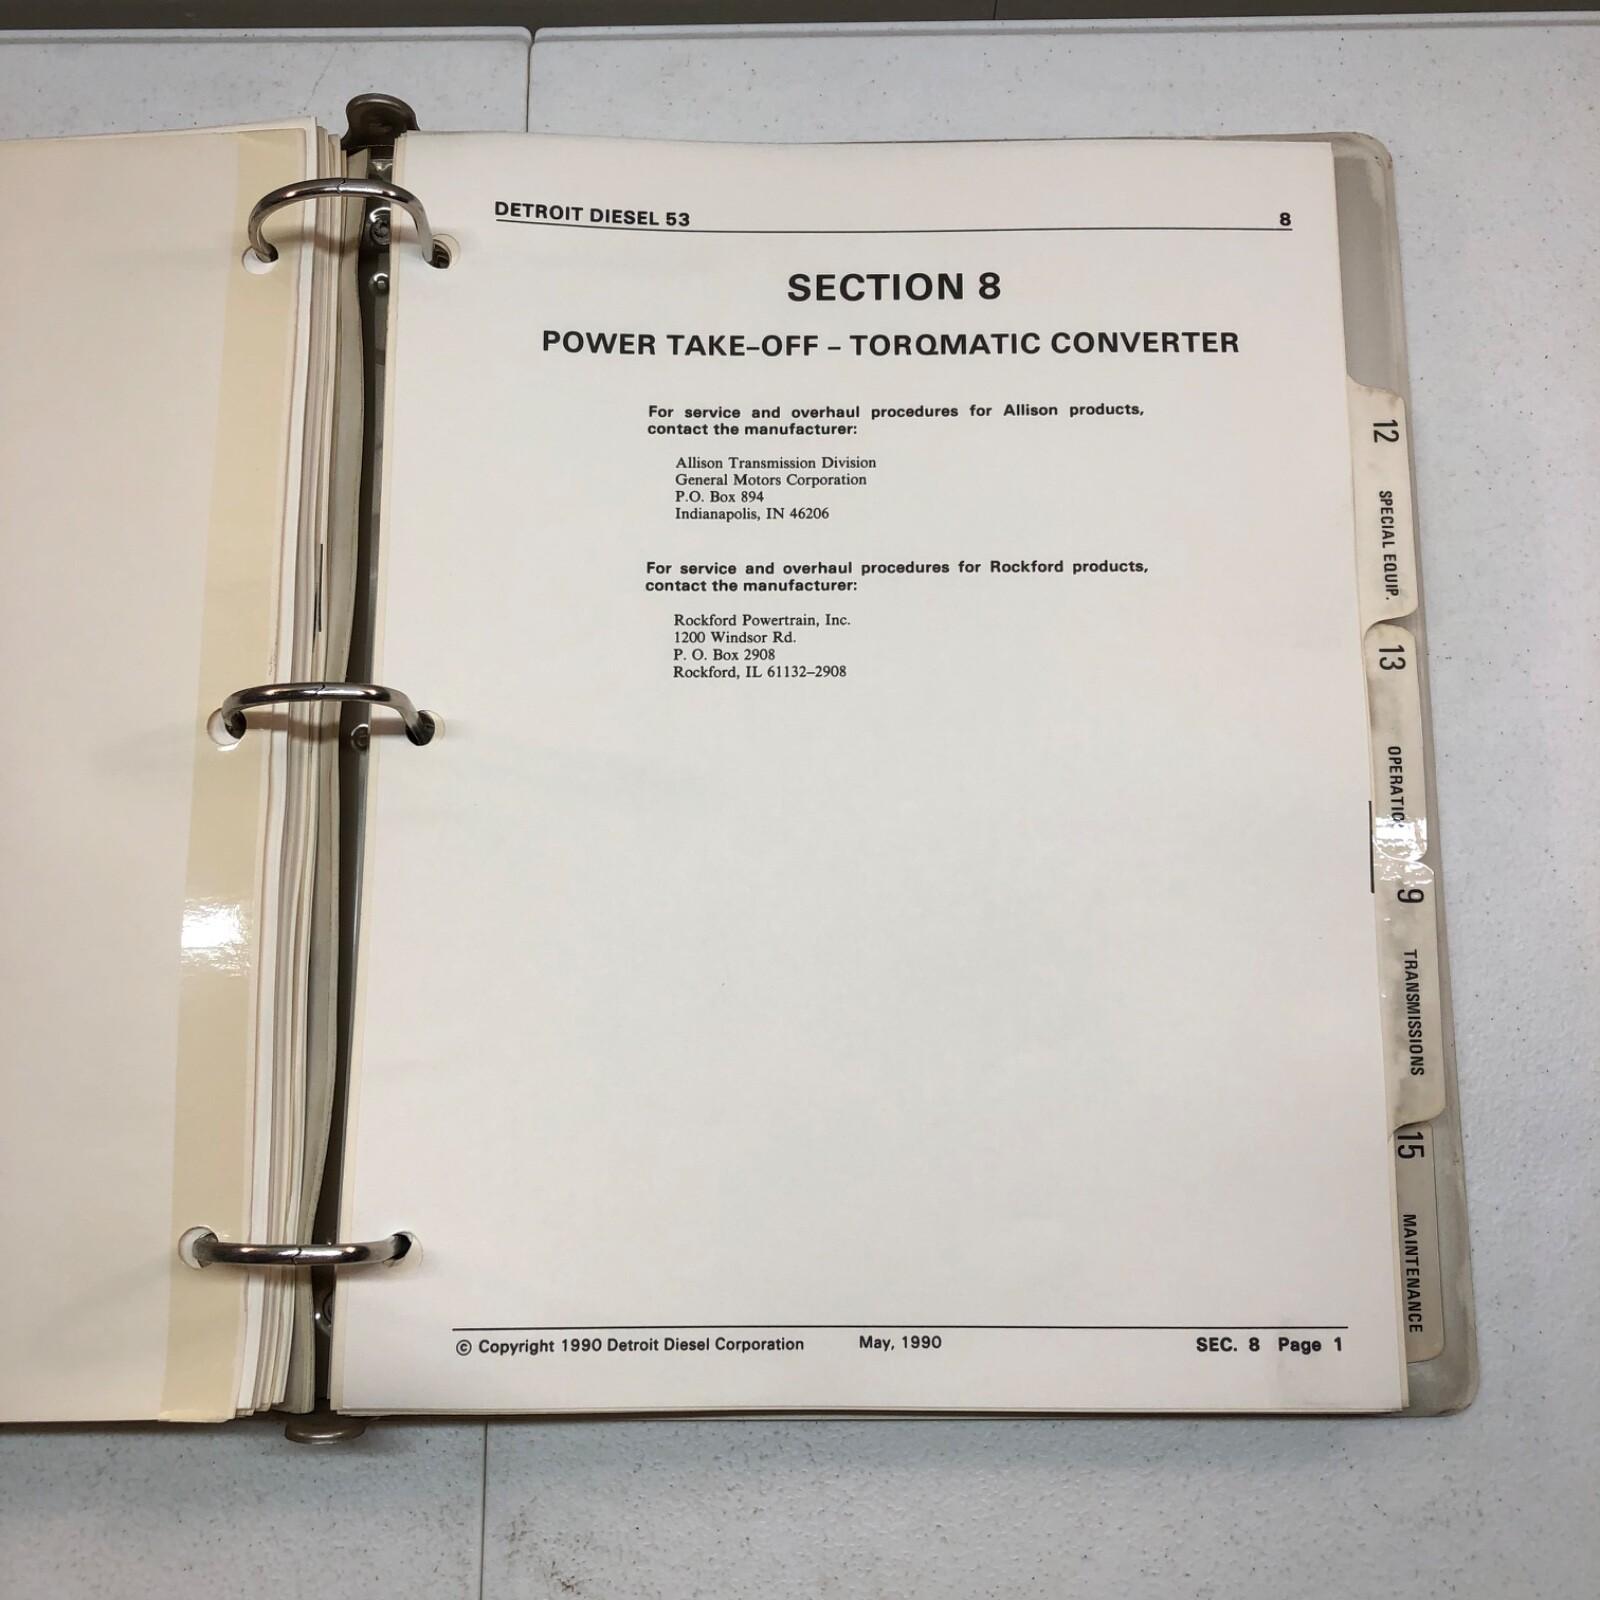 DETROIT DIESEL 53 8
SECTION 8
POWER TAKE–OFF – TORQMATIC CONVERTER
For service and overhaul procedures for Allison products,
contact the manufacturer:
Allison Transmission Division
General Motors Corporation
P.O. Box 894
Indianapolis, IN 46206
For service and overhaul procedures for Rockford products,
contact the manufacturer:
Rockford Powertrain, Inc.
1200 Windsor Rd.
P. O. Box 2908
Rockford, IL 61132–2908
© Copyright 1990 Detroit Diesel Corporation May, 1990 SEC. 8 Page 1
12 SPECIAL EQUIP.
13
9 TRANSMISSIONS
15 MAINTENANCE